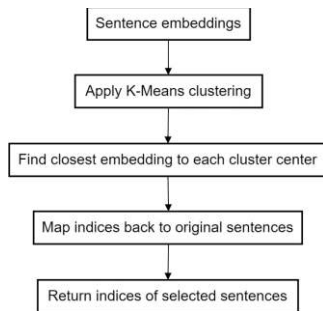 Sentence embeddings
Apply K-Means clustering
Find closest embedding to each cluster center
Map indices back to original sentences
Return indices of selected sentences